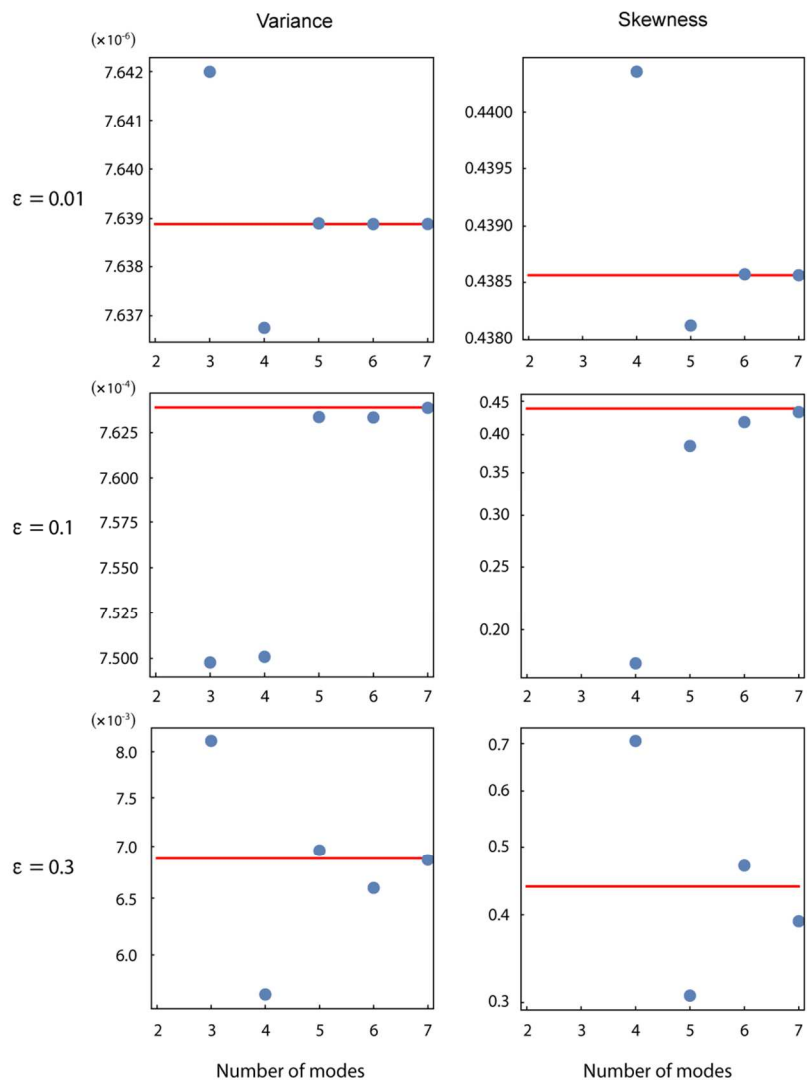 Variance
Skewness
(×10⁻⁶)
7.642
7.641
7.640
7.639
7.638
7.637
2 3 4 5 6 7
ε = 0.01
0.4400
0.4395
0.4390
0.4385
0.4380
2 3 4 5 6 7
(×10⁻⁴)
7.625
7.600
7.575
7.550
7.525
7.500
2 3 4 5 6 7
ε = 0.1
0.45
0.40
0.35
0.30
0.25
0.20
2 3 4 5 6 7
(×10⁻³)
8.0
7.5
7.0
6.5
6.0
2 3 4 5 6 7
ε = 0.3
0.7
0.6
0.5
0.4
0.3
2 3 4 5 6 7
Number of modes
Number of modes